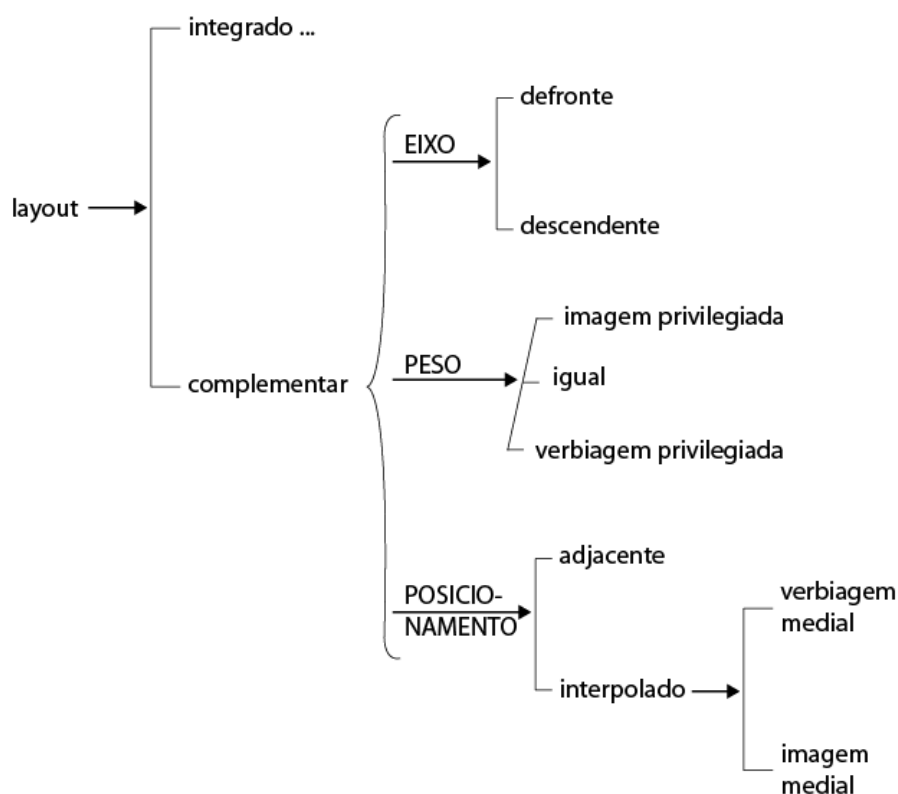 integrado ...
defronte
EIXO
layout
descendente
imagem privilegiada
PESO
igual
complementar
verbiagem privilegiada
adjacente
POSICIO-
NAMENTO
verbiagem
medial
interpolado
imagem
medial